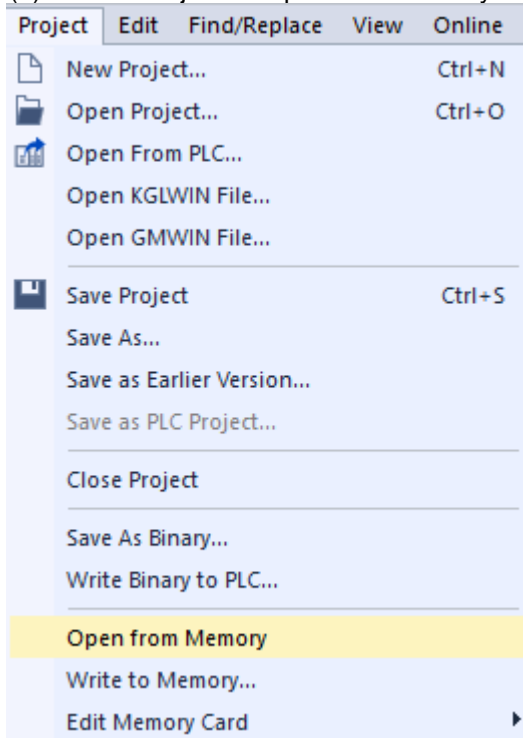 Project Edit Find/Replace View Online
New Project... Ctrl+N
Open Project... Ctrl+O
Open From PLC...
Open KGLWIN File...
Open GMWIN File...
Save Project Ctrl+S
Save As...
Save as Earlier Version...
Save as PLC Project...
Close Project
Save As Binary...
Write Binary to PLC...
Open from Memory
Write to Memory...
Edit Memory Card